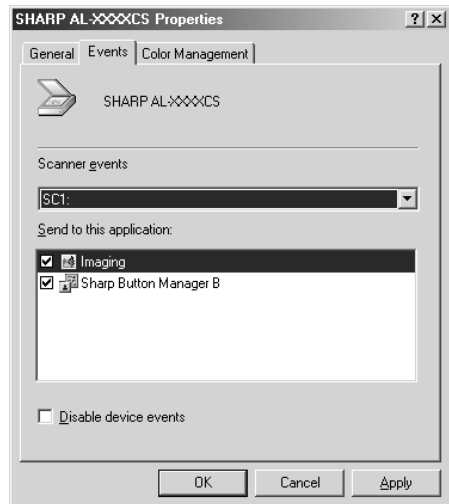 SHARP AL-XXXXCS Properties
General Events Color Management
SHARP AL-XXXXCS
Scanner events
SC1:
Send to this application:
Imaging
Sharp Button Manager B
Disable device events
OK Cancel Apply